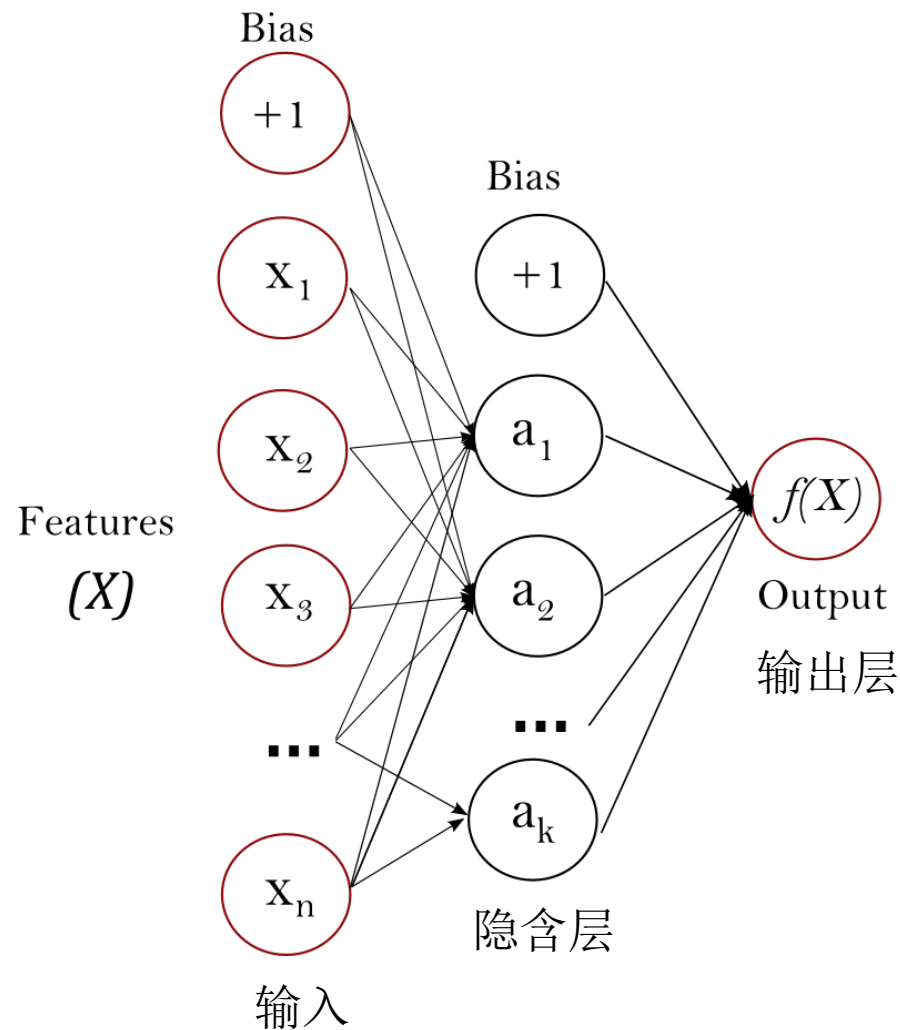 Bias
+1
x1
x2
x3
...
xn
Features
(X)
输入
Bias
+1
a1
a2
...
ak
隐含层
f(X)
Output
输出层